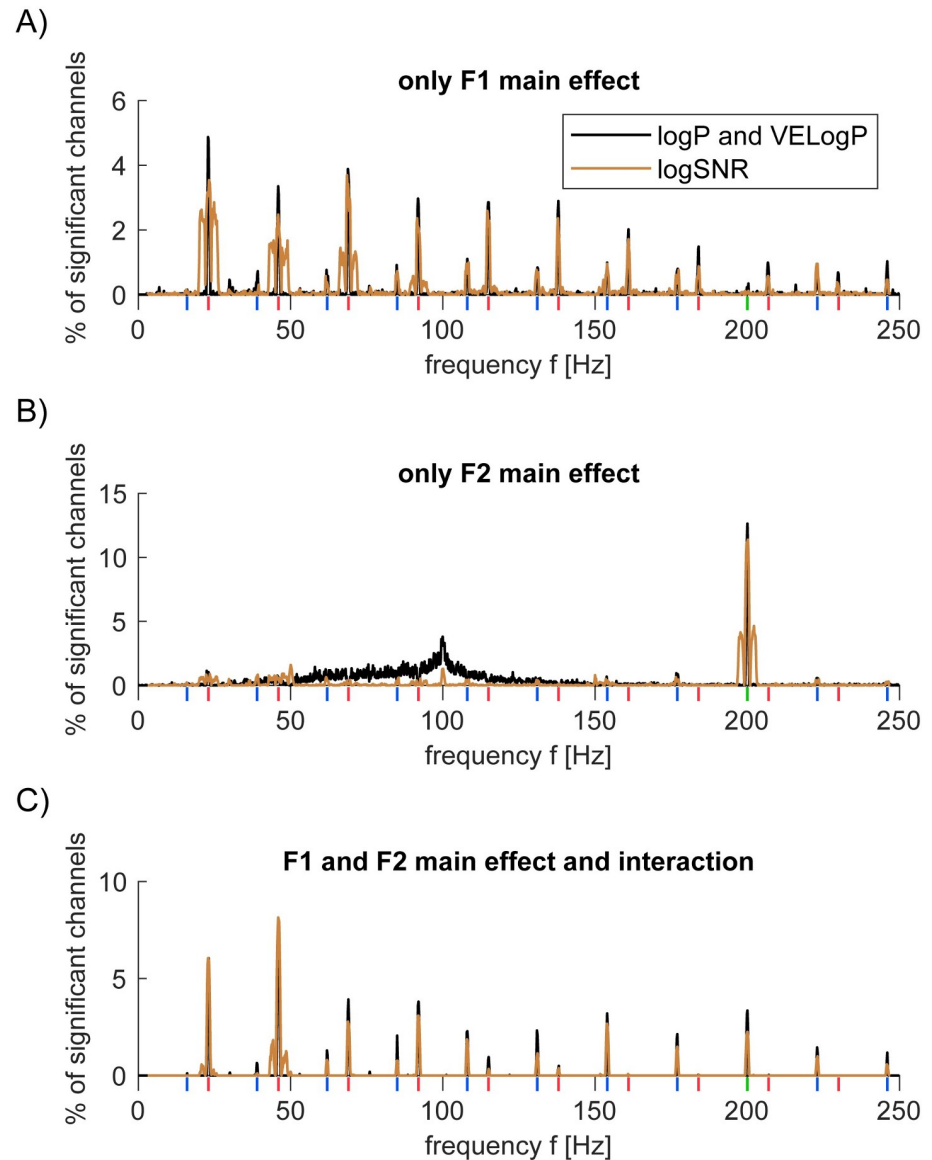 A)
only F1 main effect
% of significant channels
6
4
2
0
logP and VELogP
logSNR
0 50 100 150 200 250
frequency f [Hz]
B)
only F2 main effect
% of significant channels
15
10
5
0
0 50 100 150 200 250
frequency f [Hz]
C)
F1 and F2 main effect and interaction
% of significant channels
10
5
0
0 50 100 150 200 250
frequency f [Hz]